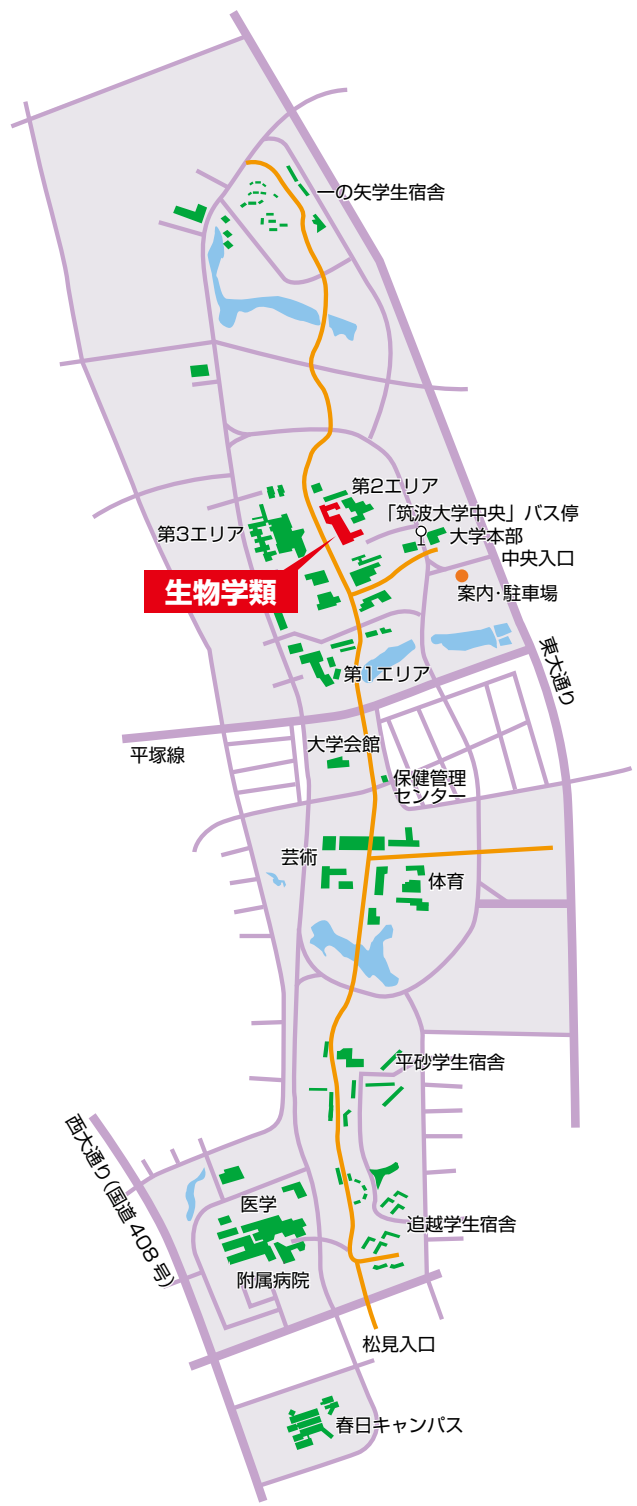 一の矢学生宿舎
第2エリア
「筑波大学中央」バス停
第3エリア
大学本部
中央入口
生物学類
案内・駐車場
東大通り
第1エリア
平塚線
大学会館
保健管理
センター
芸術
体育
平砂学生宿舎
西大通り(国道408号)
医学
追越学生宿舎
附属病院
松見入口
春日キャンパス